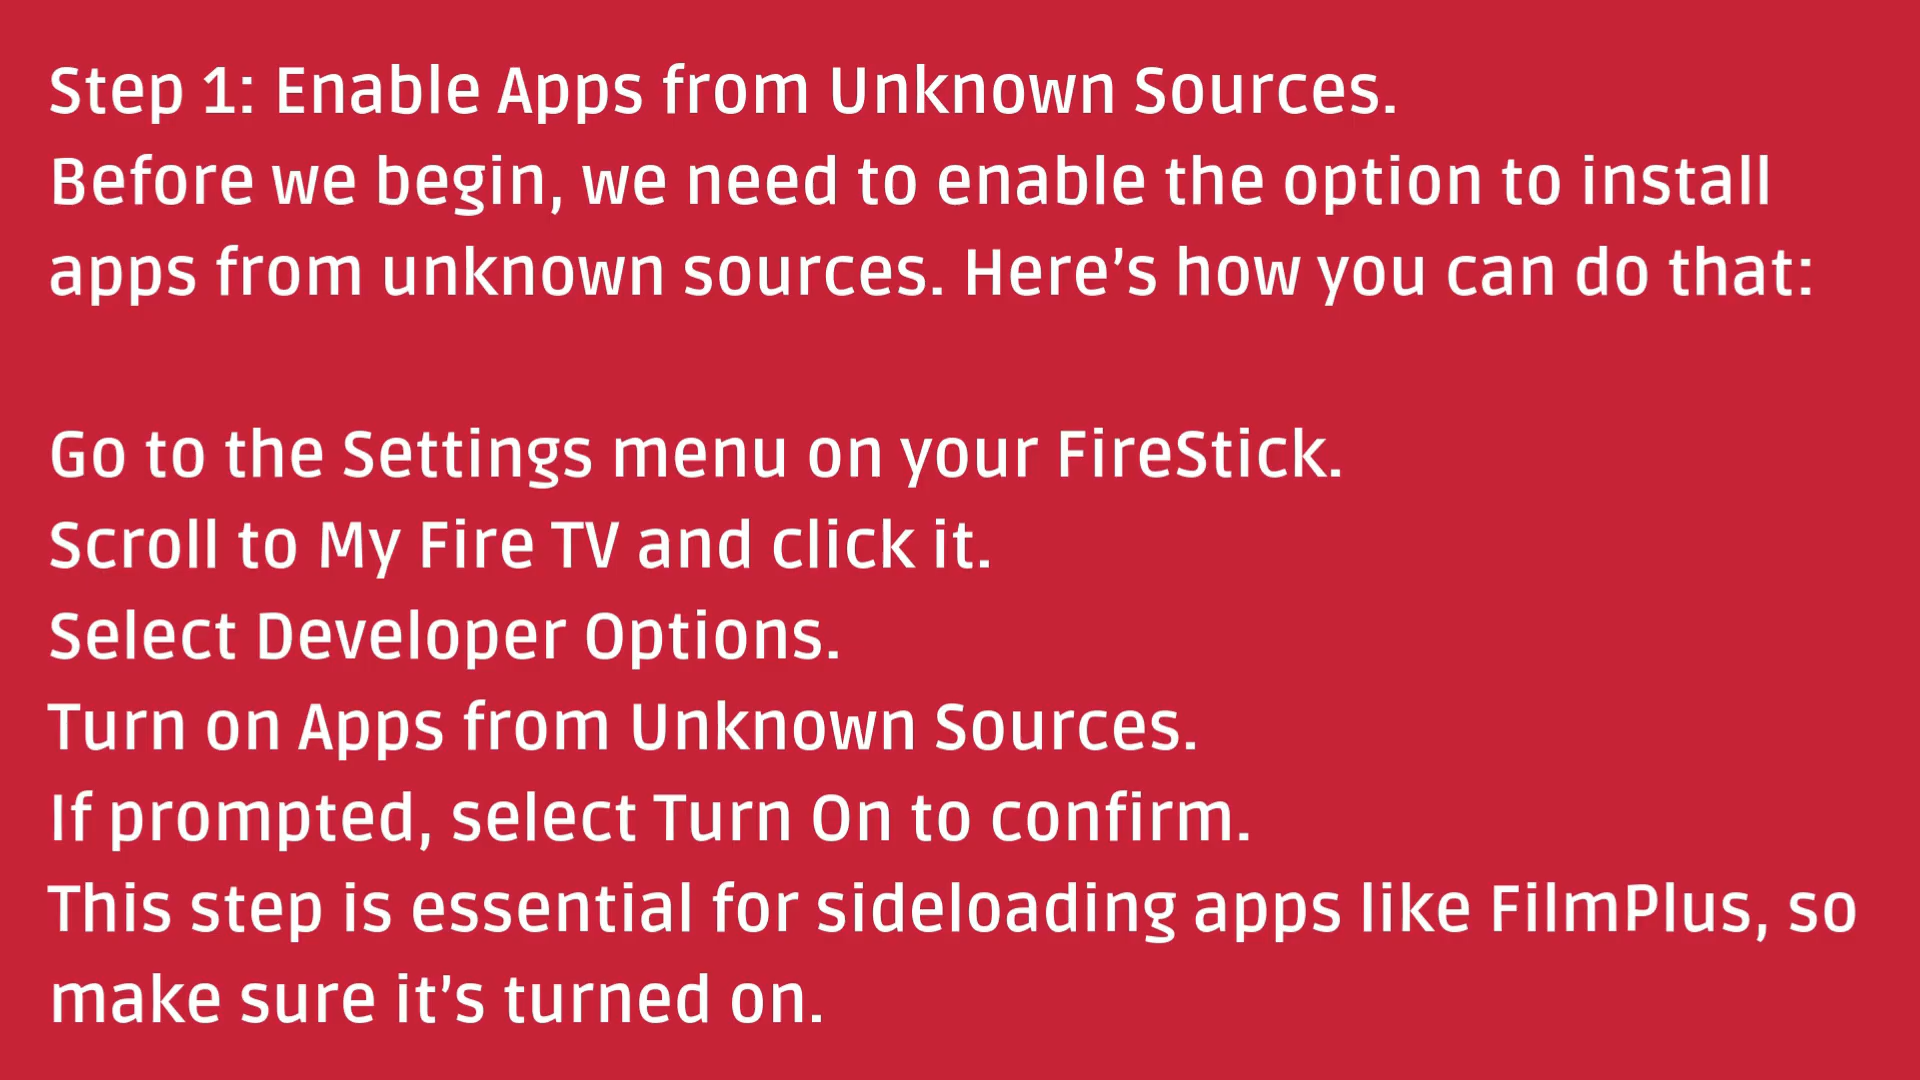 Step 1: Enable Apps from Unknown Sources.
Before we begin, we need to enable the option to install
apps from unknown sources. Here’s how you can do that:
Go to the Settings menu on your FireStick.
Scroll to My Fire TV and click it.
Select Developer Options.
Turn on Apps from Unknown Sources.
If prompted, select Turn On to confirm.
This step is essential for sideloading apps like FilmPlus, so
make sure it’s turned on.